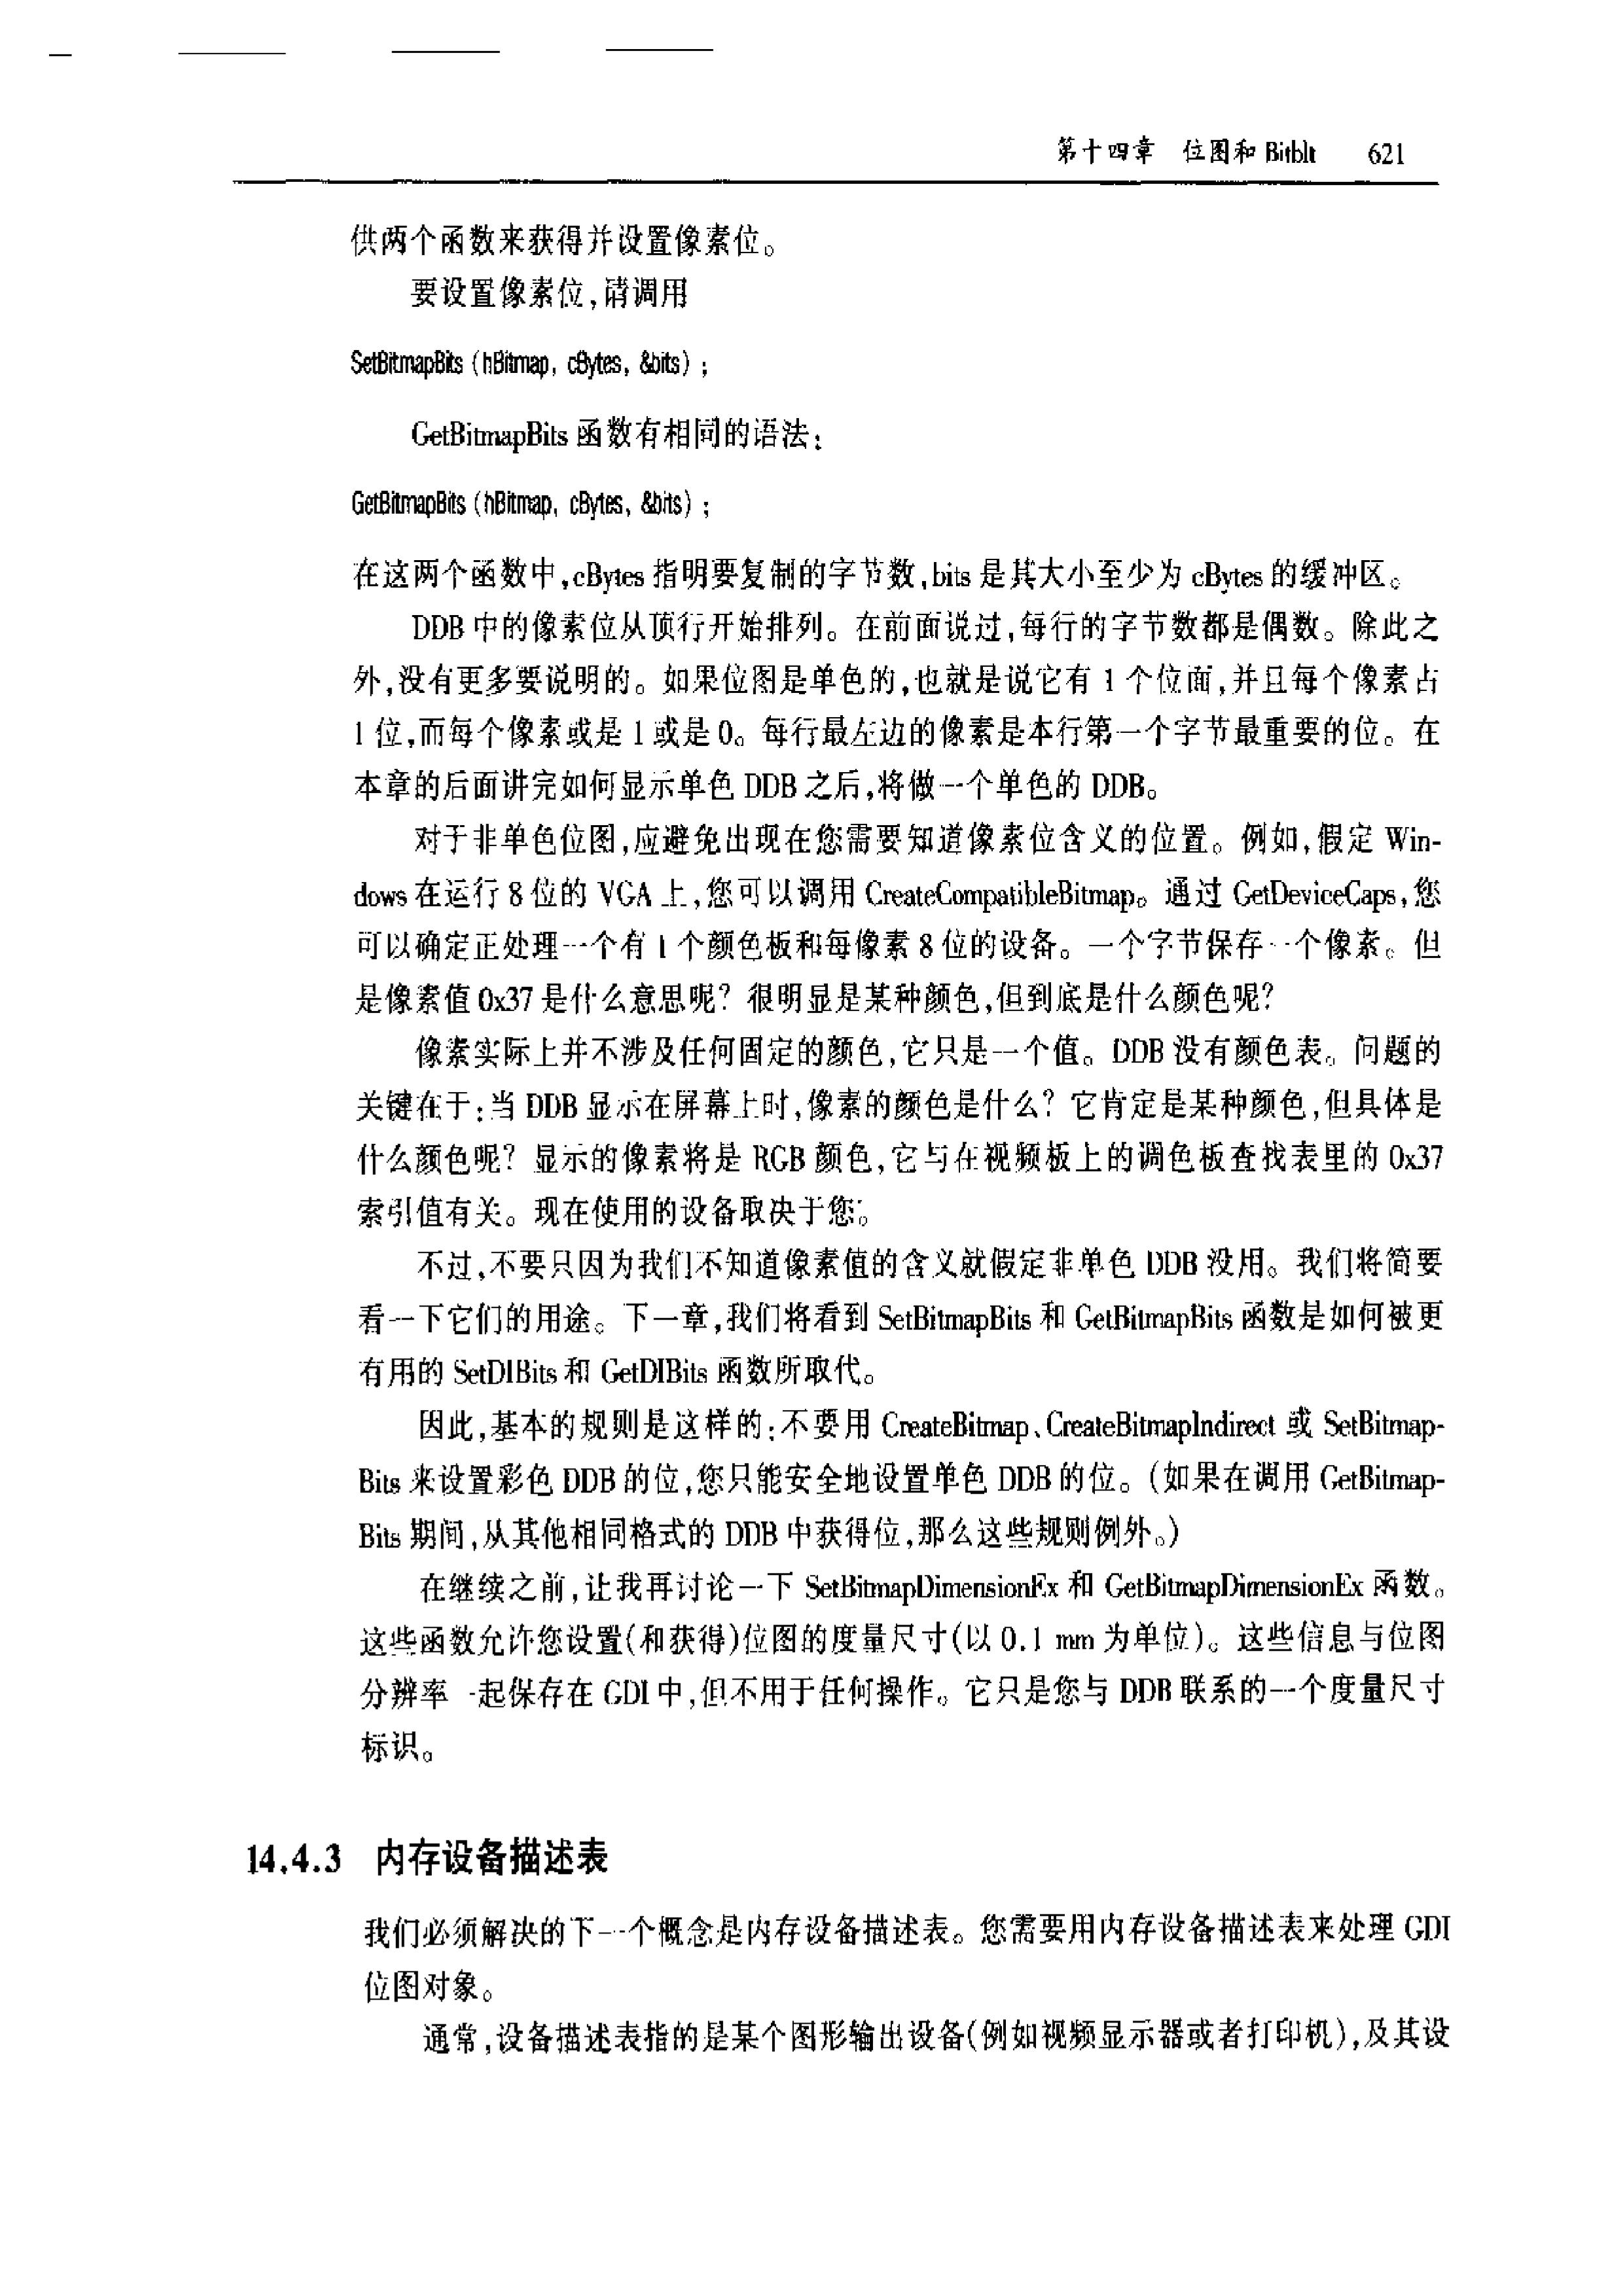 第十四章 位图和 Bitblt 621
供两个函数来获得并设置像素位。
要设置像素位,请调用
SetBitmapBits (hBitmap, cBytes, &bits) ;
GetBitmapBits 函数有相同的语法:
GetBitmapBits (hBitmap, cBytes, &bits) ;
在这两个函数中,cBytes 指明要复制的字节数,bits 是其大小至少为 cBytes 的缓冲区。
DDB 中的像素位从顶行开始排列。在前面说过,每行的字节数都是偶数。除此之
外,没有更多要说明的。如果位图是单色的,也就是说它有 1 个位面,并且每个像素占
1 位,而每个像素或是 1 或是 0。每行最左边的像素是本行第一个字节最重要的位。在
本章的后面讲完如何显示单色 DDB 之后,将做一个单色的 DDB。
对于非单色位图,应避免出现在您需要知道像素位含义的位置。例如,假定 Win-
dows 在运行 8 位的 VGA 上,您可以调用 CreateCompatibleBitmap。通过 GetDeviceCaps,您
可以确定正处理一个有 1 个颜色板和每像素 8 位的设备。一个字节保存一个像素。但
是像素值 0x37 是什么意思呢? 很明显是某种颜色,但到底是什么颜色呢?
像素实际上并不涉及任何固定的颜色,它只是一个值。DDB 没有颜色表。问题的
关键在于:当 DDB 显示在屏幕上时,像素的颜色是什么? 它肯定是某种颜色,但具体是
什么颜色呢? 显示的像素将是 RGB 颜色,它与在视频板上的调色板查找表里的 0x37
索引值有关。现在使用的设备取决于您。
不过,不要只因为我们不知道像素值的含义就假定非单色 DDB 没用。我们将简要
看一下它们的用途。下一章,我们将看到 SetBitmapBits 和 GetBitmapBits 函数是如何被更
有用的 SetDIBits 和 GetDIBits 函数所取代。
因此,基本的规则是这样的:不要用 CreateBitmap、CreateBitmapIndirect 或 SetBitmap-
Bits 来设置彩色 DDB 的位,您只能安全地设置单色 DDB 的位。(如果在调用 GetBitmap-
Bits 期间,从其他相同格式的 DDB 中获得位,那么这些规则例外。)
在继续之前,让我再讨论一下 SetBitmapDimensionEx 和 GetBitmapDimensionEx 函数。
这些函数允许您设置(和获得)位图的度量尺寸(以 0.1 mm 为单位)。这些信息与位图
分辨率一起保存在 GDI 中,但不用于任何操作。它只是您与 DDB 联系的一个度量尺寸
标识。
14.4.3 内存设备描述表
我们必须解决的下一个概念是内存设备描述表。您需要用内存设备描述表来处理 GDI
位图对象。
通常,设备描述表指的是某个图形输出设备(例如视频显示器或者打印机),及其设